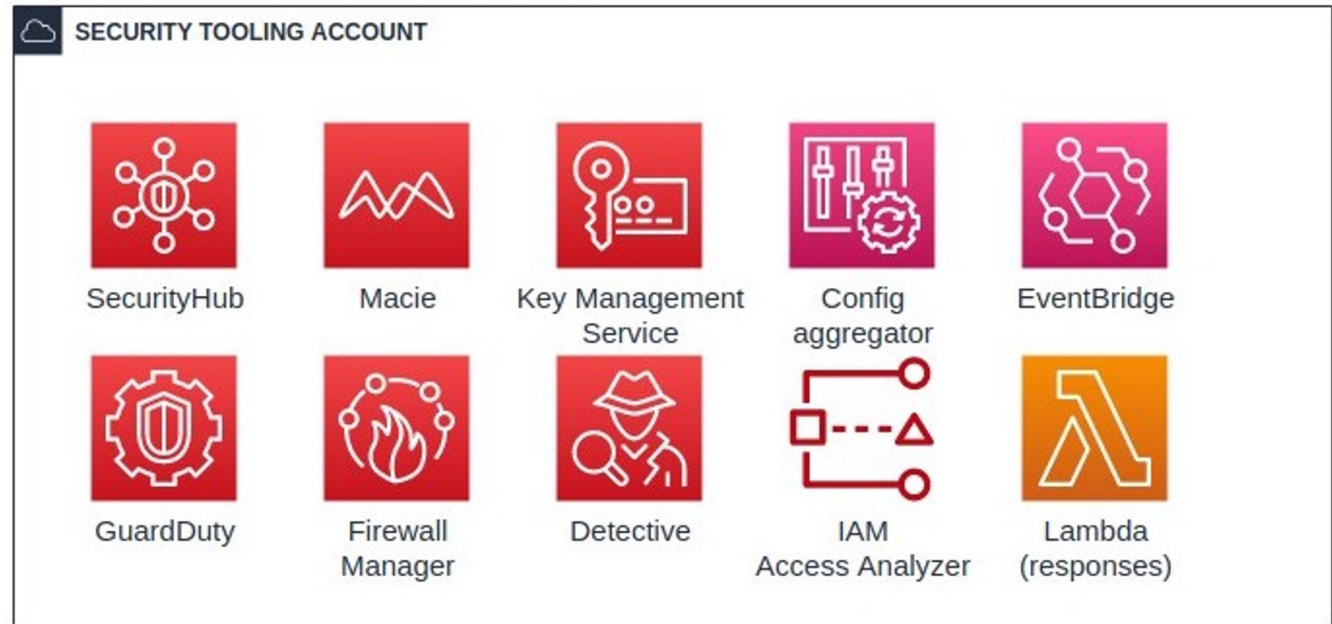 SECURITY TOOLING ACCOUNT
SecurityHub
Macie
Key Management
Service
Config
aggregator
EventBridge
GuardDuty
Firewall
Manager
Detective
IAM
Access Analyzer
Lambda
(responses)